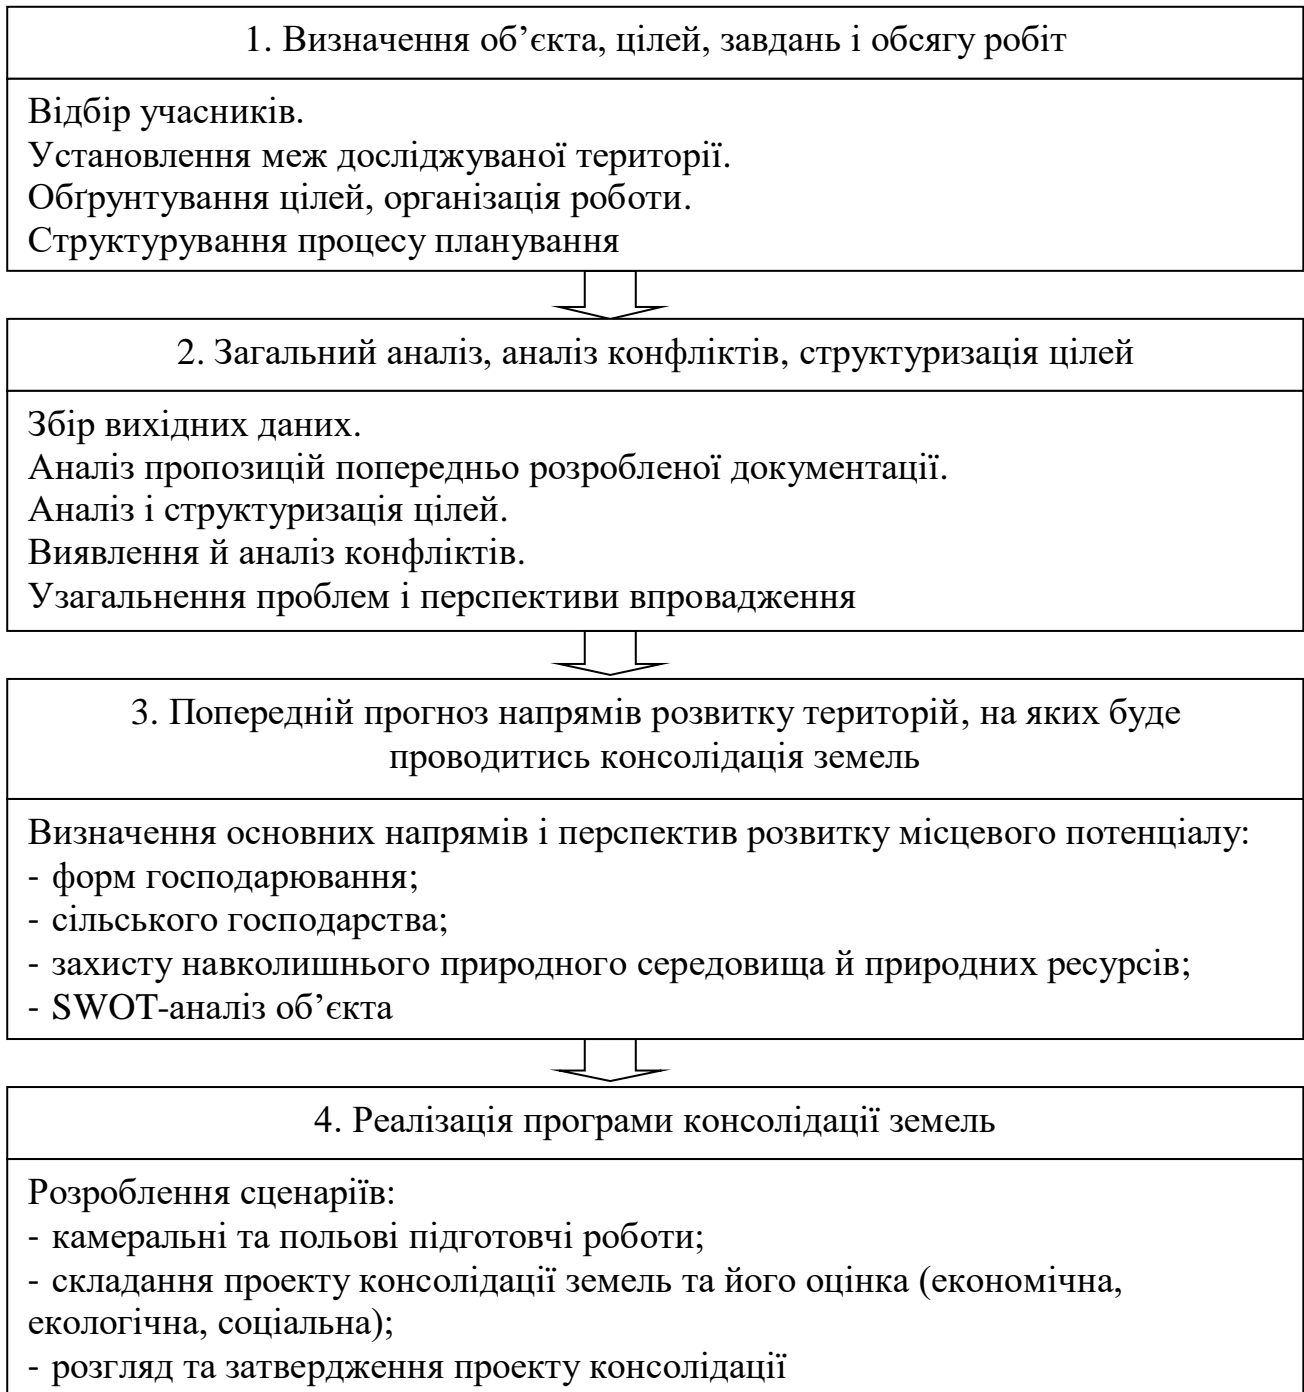 1. Визначення об’єкта, цілей, завдань і обсягу робіт
Відбір учасників.
Установлення меж досліджуваної території.
Обґрунтування цілей, організація роботи.
Структурування процесу планування
2. Загальний аналіз, аналіз конфліктів, структуризація цілей
Збір вихідних даних.
Аналіз пропозицій попередньо розробленої документації.
Аналіз і структуризація цілей.
Виявлення й аналіз конфліктів.
Узагальнення проблем і перспективи впровадження
3. Попередній прогноз напрямів розвитку територій, на яких буде
проводитись консолідація земель
Визначення основних напрямів і перспектив розвитку місцевого потенціалу:
- форм господарювання;
- сільського господарства;
- захисту навколишнього природного середовища й природних ресурсів;
- SWOT-аналіз об’єкта
4. Реалізація програми консолідації земель
Розроблення сценаріїв:
- камеральні та польові підготовчі роботи;
- складання проекту консолідації земель та його оцінка (економічна,
екологічна, соціальна);
- розгляд та затвердження проекту консолідації